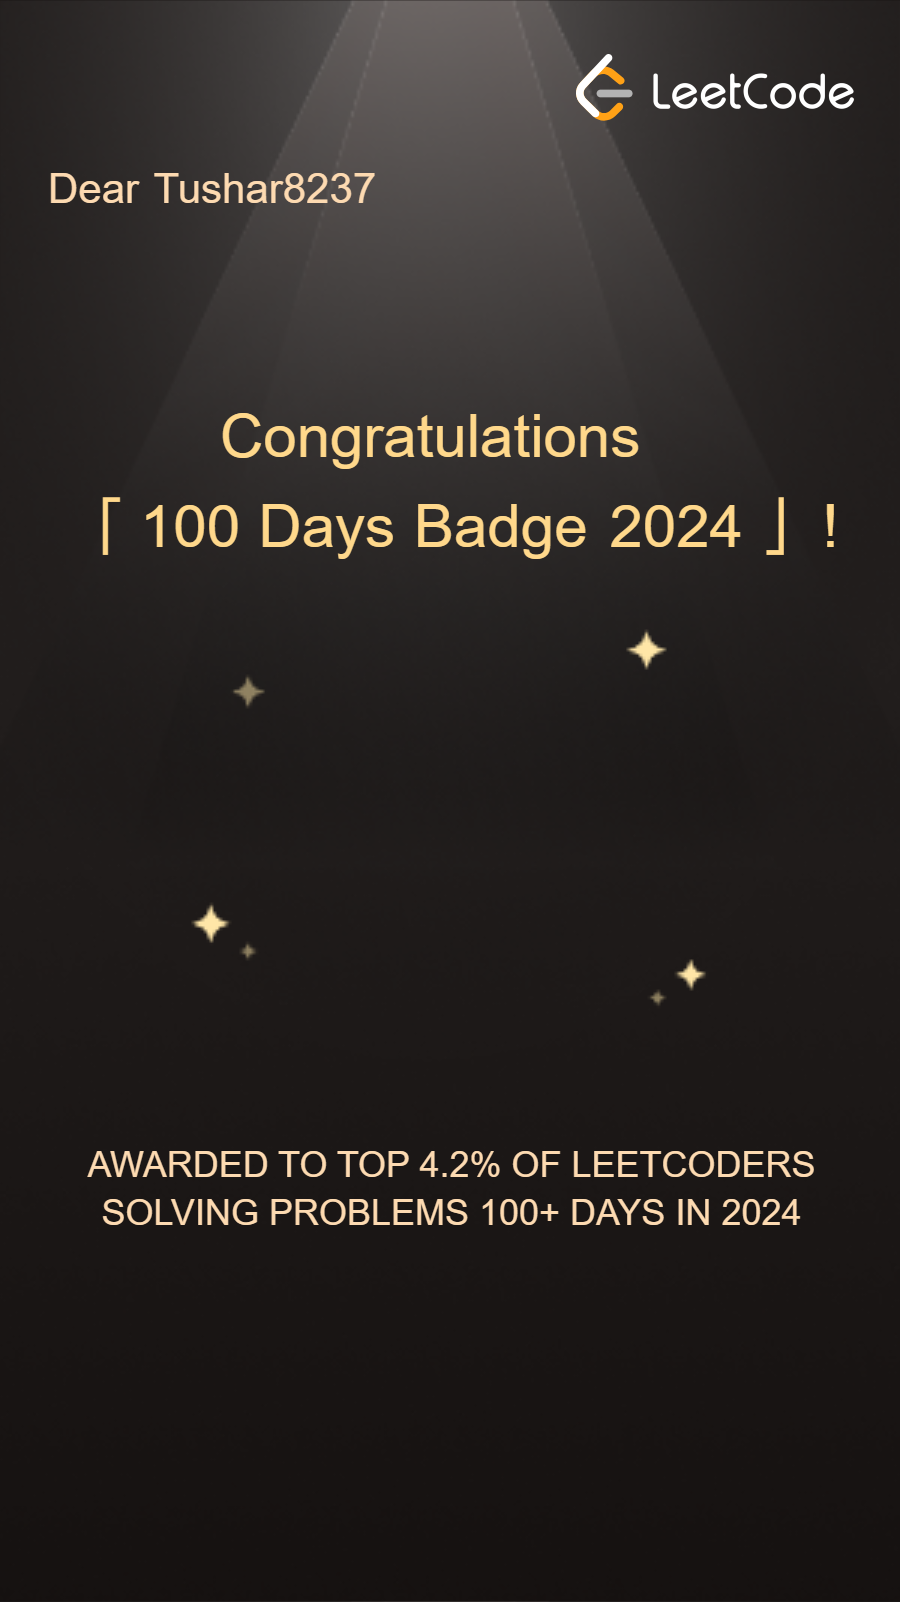 LeetCode
Dear Tushar8237
Congratulations
「 100 Days Badge 2024 」 !
AWARDED TO TOP 4.2% OF LEETCODERS
SOLVING PROBLEMS 100+ DAYS IN 2024